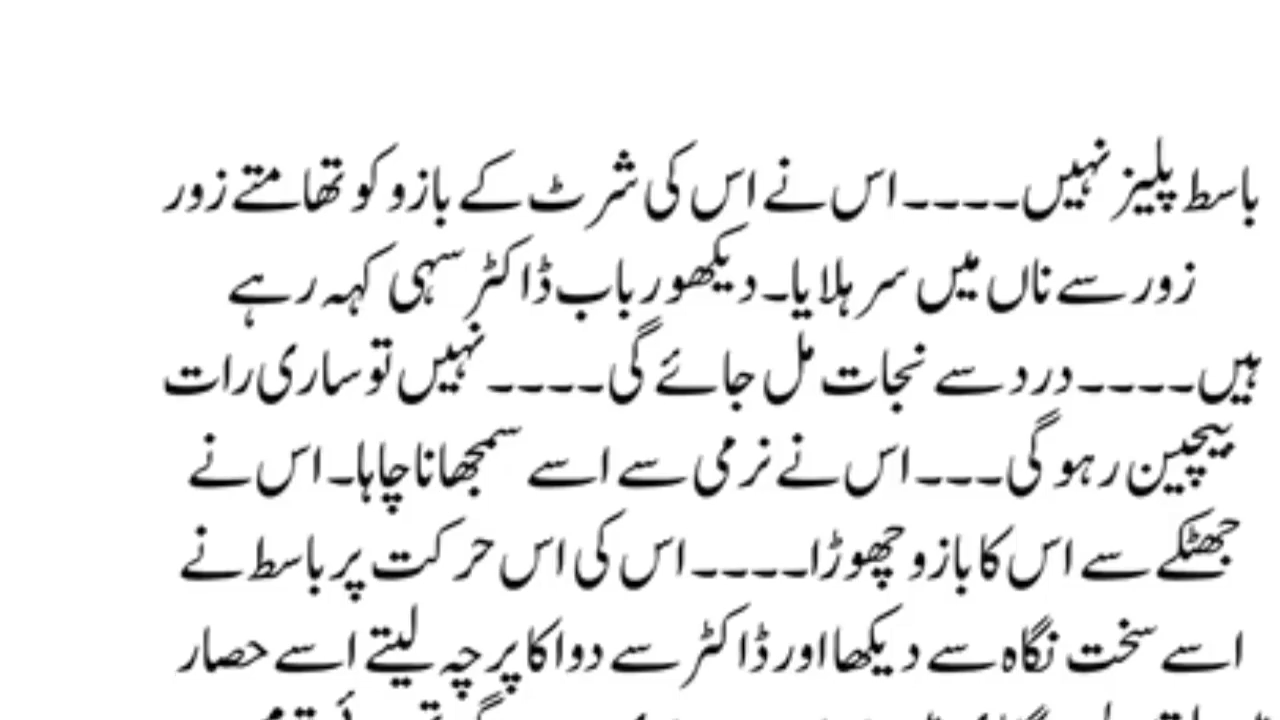 باسط پلیز نہیں۔۔۔۔اس نے اس کی شرٹ کے بازو کو تھامتے زور
زور سے ناں میں سر ہلایا۔ دیکھو رباب ڈاکٹر سہی کہہ رہے
ہیں۔۔۔۔درد سے نجات مل جائے گی۔۔۔۔ نہیں تو ساری رات
بیچین رہو گی۔۔۔اس نے نرمی سے اسے سمجھانا چاہا۔ اس نے
جھٹکے سے اس کا بازو چھوڑا۔۔۔۔اس کی اس حرکت پر باسط نے
اسے سخت نگاہ سے دیکھا اور ڈاکٹر سے دوا کا پرچہ لیتے اسے حصار